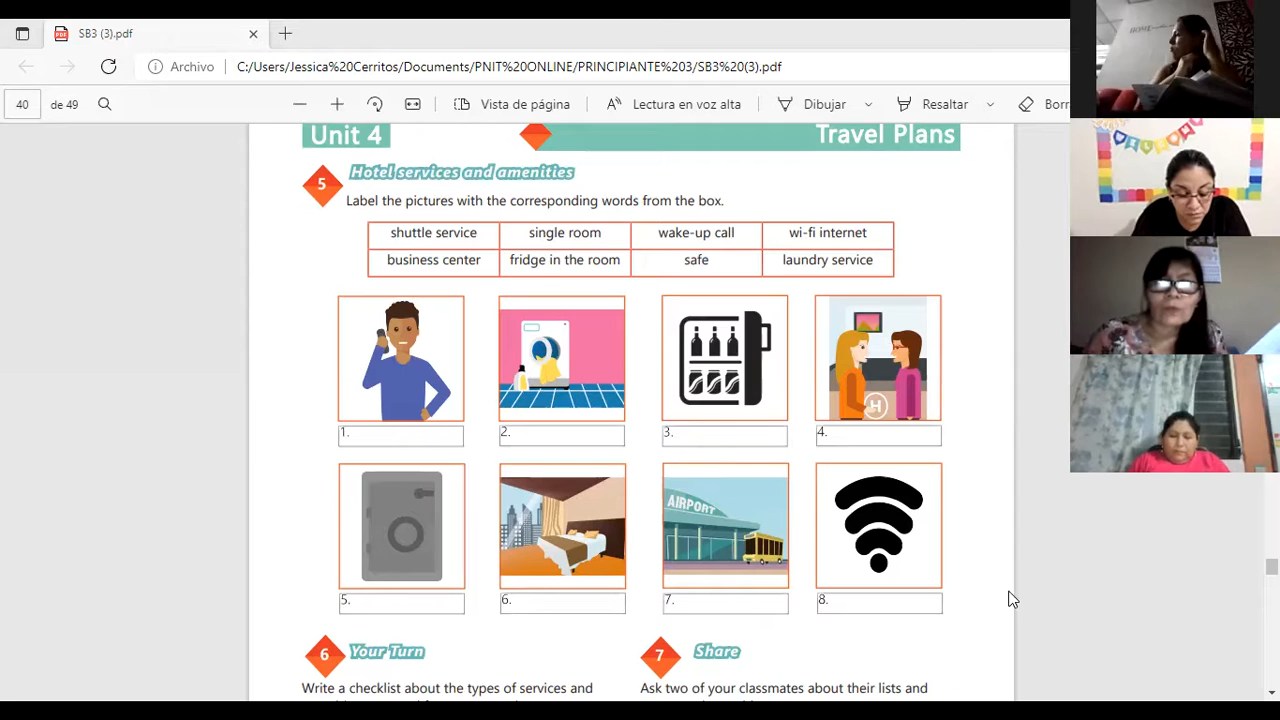 SB3 (3).pdf
Archivo
C:/Users/Jessica%20Cerritos/Documents/PNIT%20ONLINE/PRINCIPIANTE%203/SB3%20(3).pdf
40 de 49
Vista de página
Lectura en voz alta
Dibujar
Resaltar
Borr
Unit 4
Travel Plans
5 Hotel services and amenities
Label the pictures with the corresponding words from the box.
shuttle service single room wake-up call wi-fi internet
business center fridge in the room safe laundry service
H
1. 2. 3. 4.
AIRPORT
5. 6. 7. 8.
6 Your Turn
7 Share
Write a checklist about the types of services and
Ask two of your classmates about their lists and